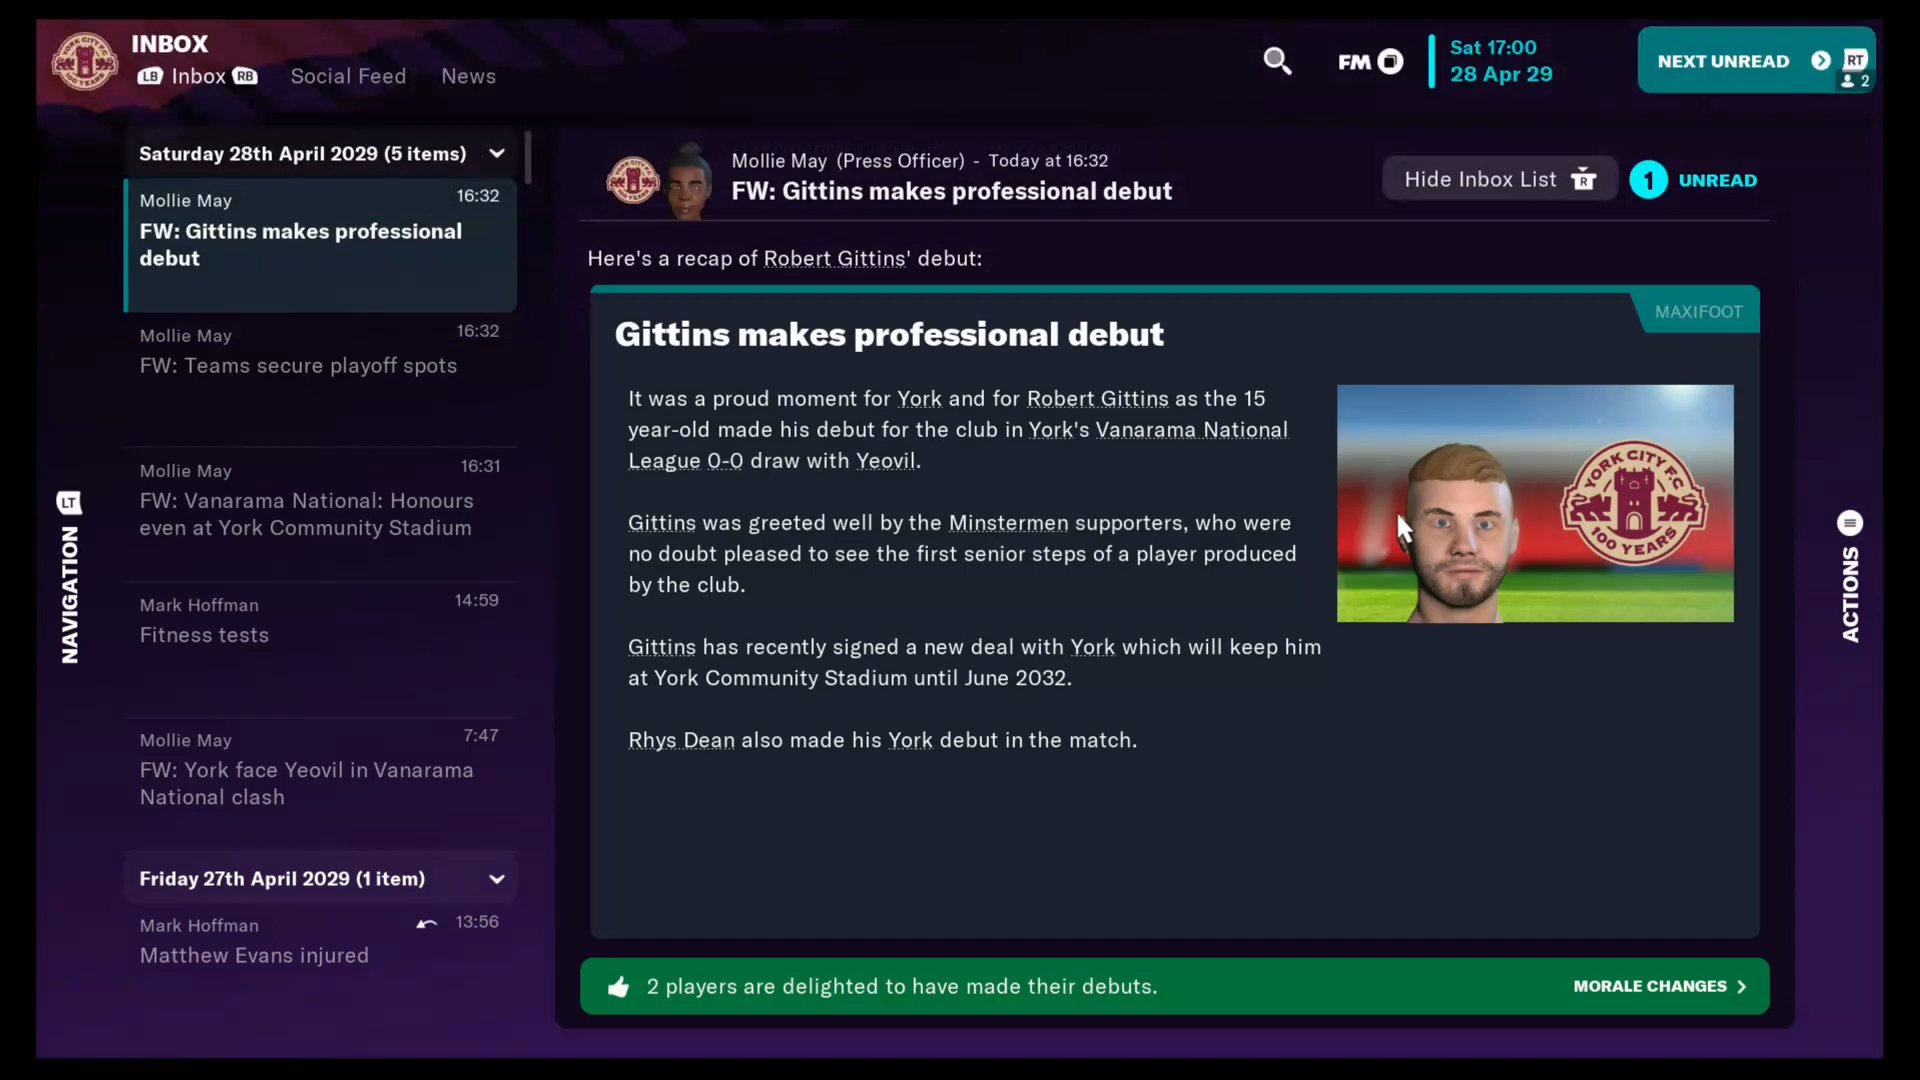 INBOX
LB Inbox RB Social Feed News
FM
Sat 17:00
28 Apr 29
NEXT UNREAD RT
2
YORK CITY F.C.
100 YEARS
Saturday 28th April 2029 (5 items)
Mollie May 16:32
FW: Gittins makes professional
debut
Mollie May 16:32
FW: Teams secure playoff spots
Mollie May 16:31
FW: Vanarama National: Honours
even at York Community Stadium
Mark Hoffman 14:59
Fitness tests
Mollie May 7:47
FW: York face Yeovil in Vanarama
National clash
Friday 27th April 2029 (1 item)
Mark Hoffman 13:56
Matthew Evans injured
LT
NAVIGATION
Mollie May (Press Officer) - Today at 16:32
FW: Gittins makes professional debut
Hide Inbox List R
1 UNREAD
Here's a recap of Robert Gittins' debut:
MAXIFOOT
Gittins makes professional debut
It was a proud moment for York and for Robert Gittins as the 15
year-old made his debut for the club in York's Vanarama National
League 0-0 draw with Yeovil.
Gittins was greeted well by the Minstermen supporters, who were
no doubt pleased to see the first senior steps of a player produced
by the club.
Gittins has recently signed a new deal with York which will keep him
at York Community Stadium until June 2032.
Rhys Dean also made his York debut in the match.
YORK CITY F.C.
100 YEARS
2 players are delighted to have made their debuts.
MORALE CHANGES
ACTIONS